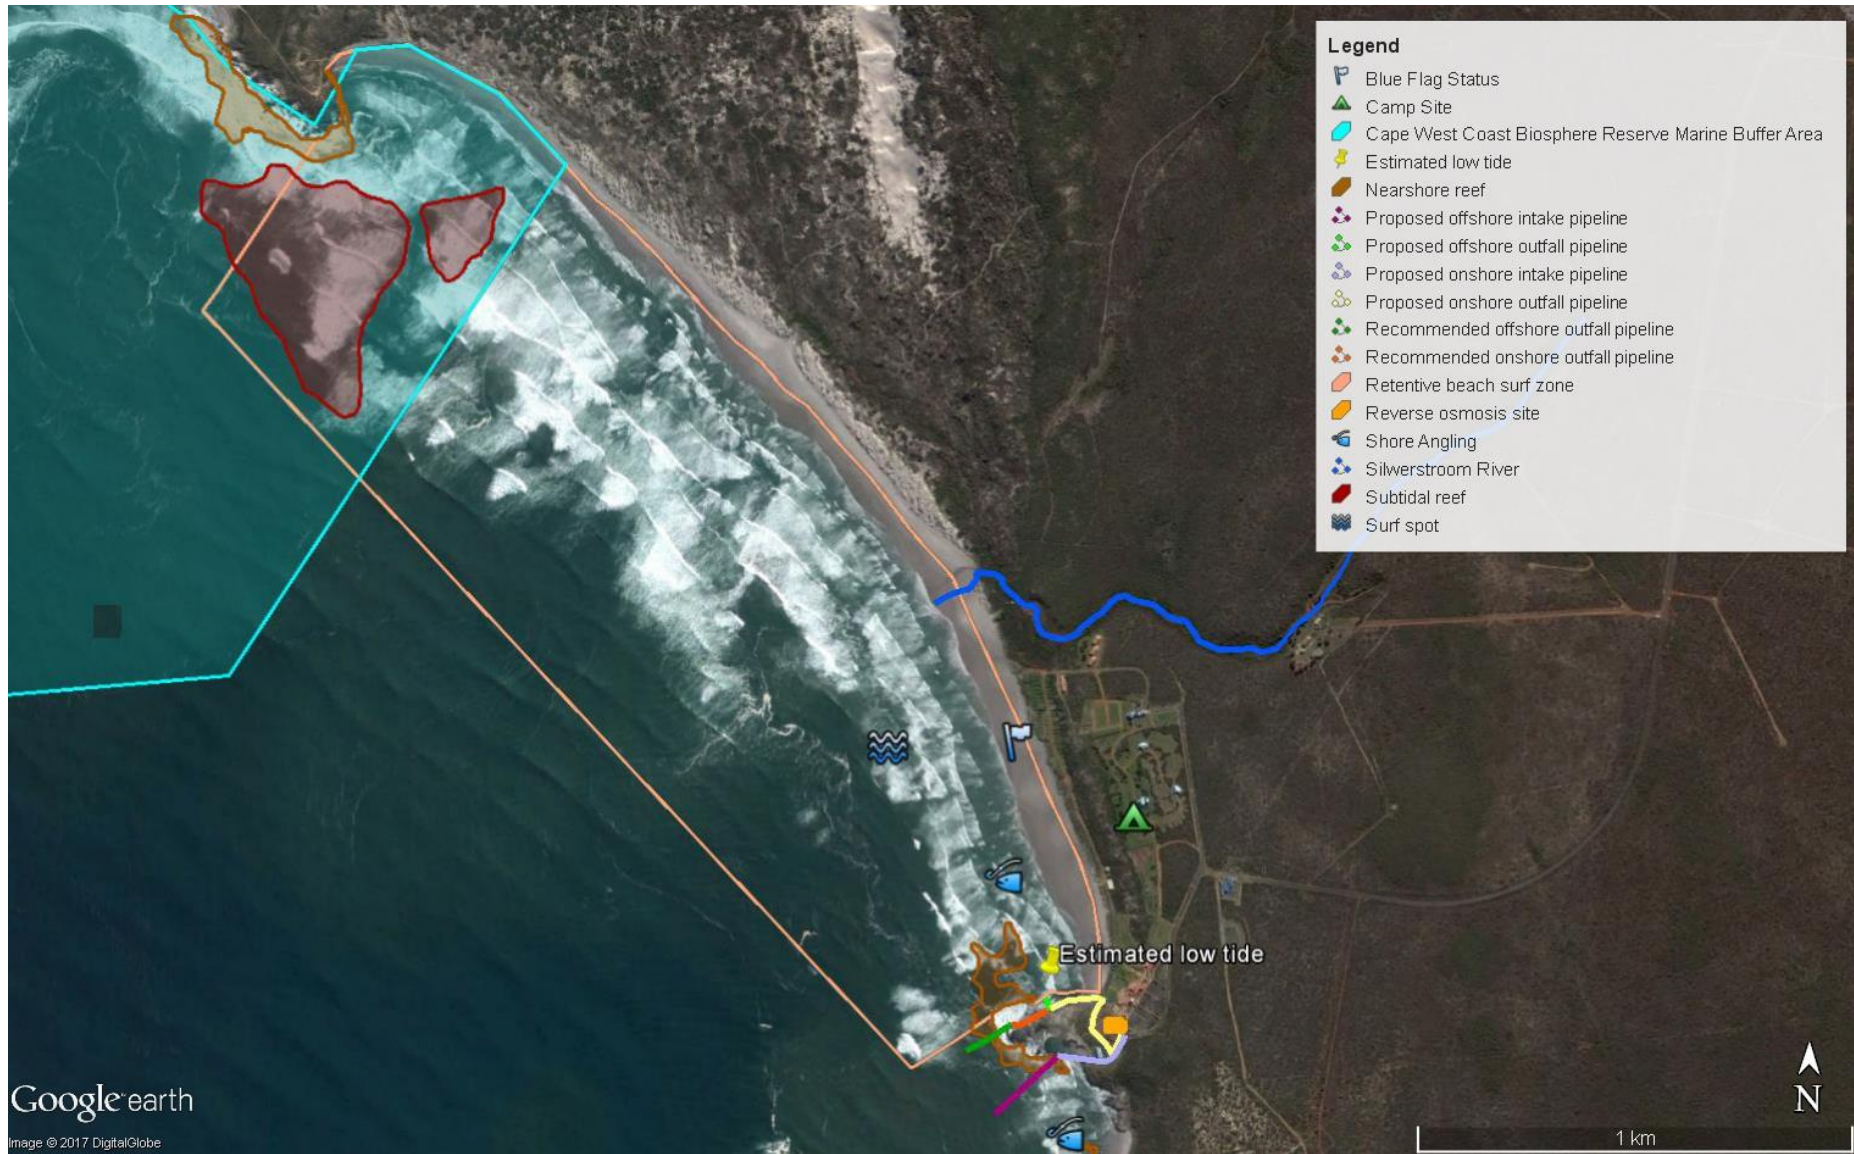 Legend
Blue Flag Status
Camp Site
Cape West Coast Biosphere Reserve Marine Buffer Area
Estimated low tide
Nearshore reef
Proposed offshore intake pipeline
Proposed offshore outfall pipeline
Proposed onshore intake pipeline
Proposed onshore outfall pipeline
Recommended offshore outfall pipeline
Recommended onshore outfall pipeline
Retentive beach surf zone
Reverse osmosis site
Shore Angling
Silwerstroom River
Subtidal reef
Surf spot
Estimated low tide
Google earth
Image © 2017 DigitalGlobe
N
1 km